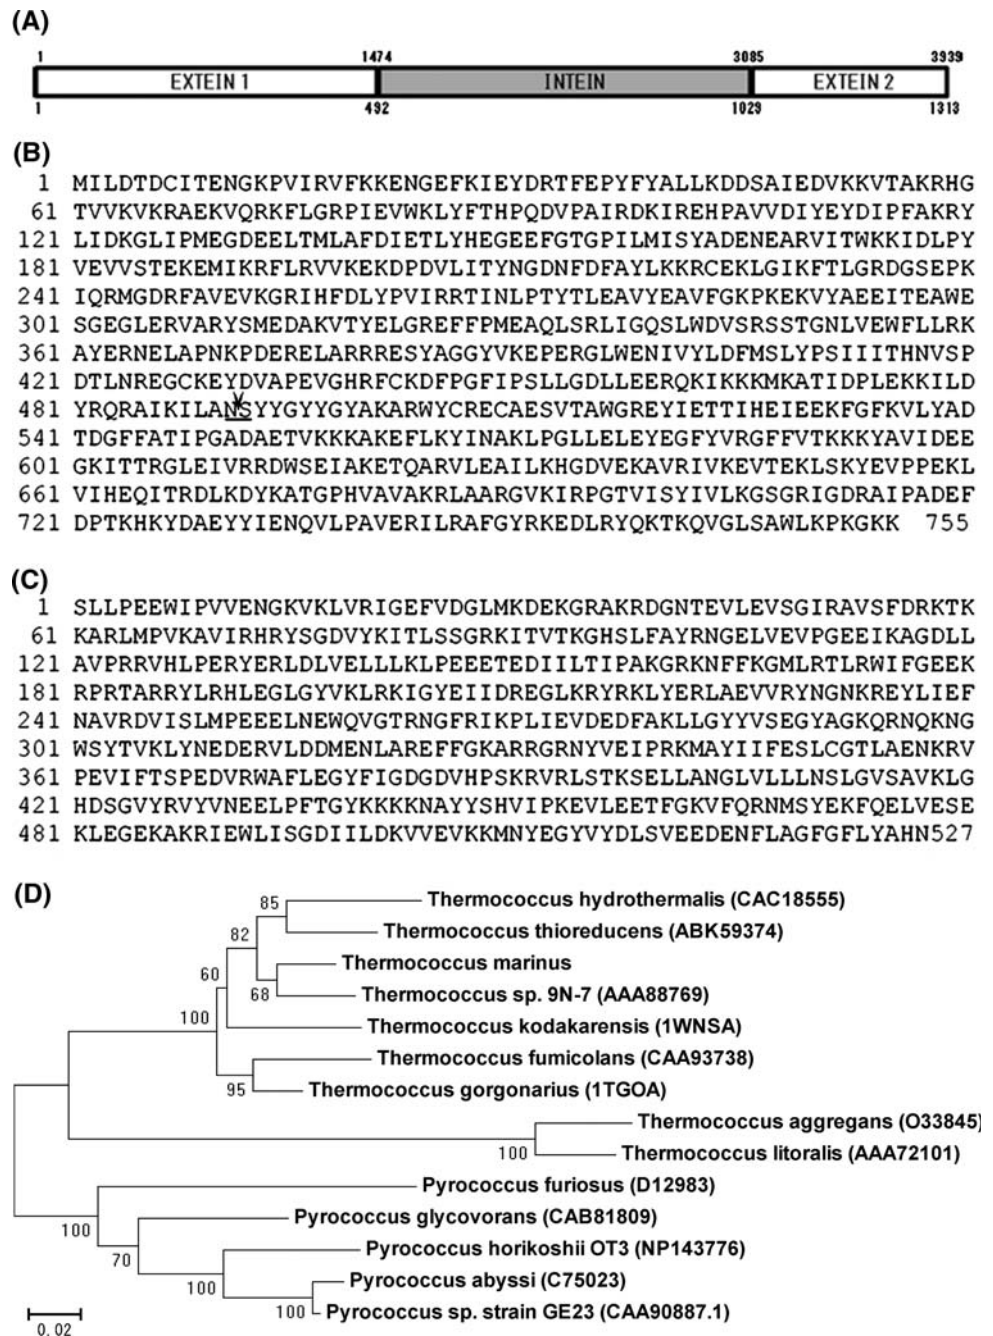 (A)
1 1474 3085 3939
EXTEIN 1 INTEIN EXTEIN 2
1 492 1029 1313
(B)
1 MILDTDCITENGKPVIRVFKKENGEFKIEYDRTFEPYFYALLKDDSAIEDVKKVTAKRHG
61 TVVKVKRAEKVQRKFLGRPIEVWKLYFTHPQDVPAIRDKIREHPAVVDIYEYDIPFAKRY
121 LIDKGLIPMEGDEELTMLAFDIETLYHEGEEFGTGPILMISYADENEARVITWKKIDLPY
181 VEVVSTEKEMIKRFLRVVKEKDPDVLITYNGDNFDFAYLKKRCEKLGIKFTLGRDGSEPK
241 IQRMGDRFAVEVKGRIHFDLYPVIRRTINLPTYTLEAVYEAVFGKPKEKVYAEEITEAWE
301 SGEGLERVARYSMEDAKVTYELGREFFPMEAQLSRLIGQSLWDVSRSSTGNLVEWFLLRK
361 AYERNELAPNKPDERELARRRESYAGGYVKEPERGLWENIVYLDFMSLYPSIIITHNVSP
421 DTLNREGCKEYDVAPEVGHRFCKDFPGFIPSLLGDLLEERQKIKKKMKATIDPLEKKILD
481 YRQRAIKILANSYYGYYGYAKARWYCRECAESVTAWGREYIETTIHEIEEKFGFKVLYAD
541 TDGFFATIPGADAETVKKKAKEFLKYINAKLPGLLELEYEGFYVRGFFVTKKKYAVIDEE
601 GKITTRGLEIVRRDWSEIAKETQARVLEAILKHGDVEKAVRIVKEVTEKLSKYEVPPEKL
661 VIHEQITRDLKDYKATGPHVAVAKRLAARGVKIRPGTVISYIVLKGSGRIGDRAIPADEF
721 DPTKHKYDAEYYIENQVLPAVERILRAFGYRKEDLRYQKTKQVGLSAWLKPKGKK 755
(C)
1 SLLPEEWIPVVENGKVKLVRIGEFVDGLMKDEKGRAKRDGNTEVLEVSGIRAVSFDRKTK
61 KARLMPVKAVIRHRYSGDVYKITLSSGRKITVTKGHSLFAYRNGELVEVPGEEIKAGDLL
121 AVPRRVHLPERYERLDLVELLLKLPEEETEDIILTIPAKGRKNFFKGMLRTLRWIFGEEK
181 RPRTARRYLRHLEGLGYVKLRKIGYEIIDREGLKRYRKLYERLAEVVRYNGNKREYLIEF
241 NAVRDVISLMPEEELNEWQVGTRNGFRIKPLIEVDEDFAKLLGYYVSEGYAGKQRNQKNG
301 WSYTVKLYNEDERVLDDMENLAREFFGKARRGRNYVEIPRKMAYIIFESLCGTLAENKRV
361 PEVIFTSPEDVRWAFLEGYFIGDGDVHPSKRVRLSTKSELLANGLVLLLNSLGVSAVKLG
421 HDSGVYRVYVNEELPFTGYKKKKNAYYSHVIPKEVLEETFGKVFQRNMSYEKFQELVESE
481 KLEGEKAKRIEWLISGDIILDKVVEVKKMNYEGYVYDLSVEEDENFLAGFGFLYAHN527
(D)
85 Thermococcus hydrothermalis (CAC18555)
82 Thermococcus thioreducens (ABK59374)
60 Thermococcus marinus
68 Thermococcus sp. 9N-7 (AAA88769)
100 Thermococcus kodakarensis (1WNSA)
Thermococcus fumicolans (CAA93738)
95 Thermococcus gorgonarius (1TGOA)
Thermococcus aggregans (O33845)
100 Thermococcus litoralis (AAA72101)
Pyrococcus furiosus (D12983)
100 Pyrococcus glycovorans (CAB81809)
70 Pyrococcus horikoshii OT3 (NP143776)
100 Pyrococcus abyssi (C75023)
100 Pyrococcus sp. strain GE23 (CAA90887.1)
0.02